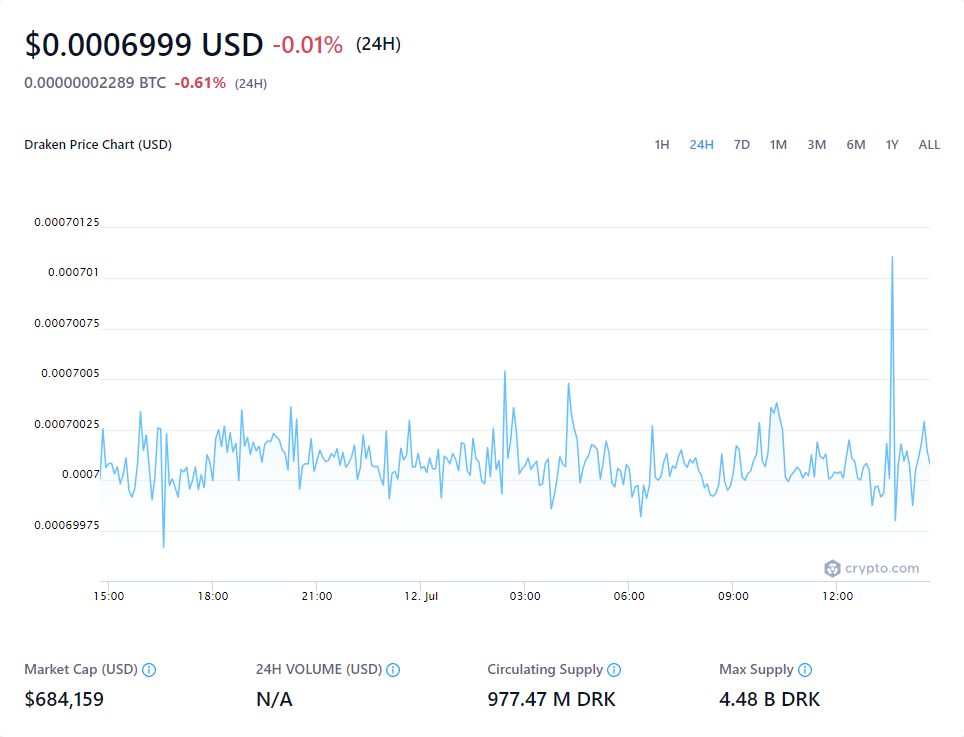 $0.0006999 USD -0.01% (24H)
0.00000002289 BTC -0.61% (24H)
Draken Price Chart (USD) 1H 24H 7D 1M 3M 6M 1Y ALL
0.00070125
0.000701
0.00070075
0.0007005
0.00070025
0.0007
0.00069975
crypto.com
15:00 18:00 21:00 12. Jul 03:00 06:00 09:00 12:00
Market Cap (USD) 24H VOLUME (USD) Circulating Supply Max Supply
$684,159 N/A 977.47 M DRK 4.48 B DRK